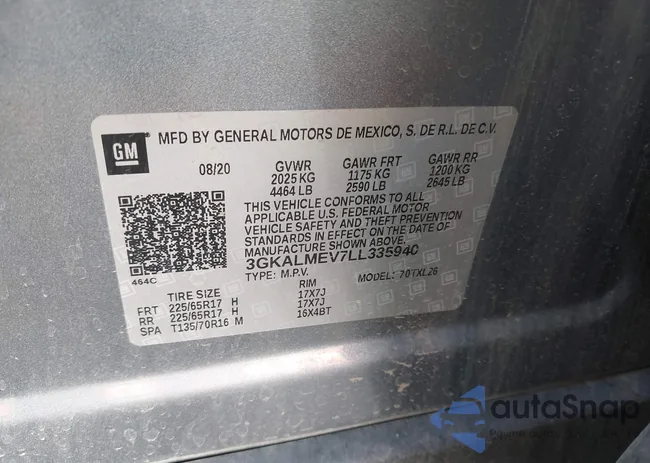 GM
MFD BY GENERAL MOTORS DE MEXICO, S. DE R.L. DE C.V.
08/20 GVWR GAWR FRT GAWR RR
2025 KG 1175 KG 1200 KG
4464 LB 2590 LB 2645 LB
THIS VEHICLE CONFORMS TO ALL
APPLICABLE U.S. FEDERAL MOTOR
VEHICLE SAFETY AND THEFT PREVENTION
STANDARDS IN EFFECT ON THE DATE OF
MANUFACTURE SHOWN ABOVE.
3GKALMEV7LL335940
464C TYPE: M.P.V. MODEL: 70TXL26
TIRE SIZE RIM
FRT 225/65R17 H 17X7J
RR 225/65R17 H 17X7J
SPA T135/70R16 M 16X4BT
autaSnap